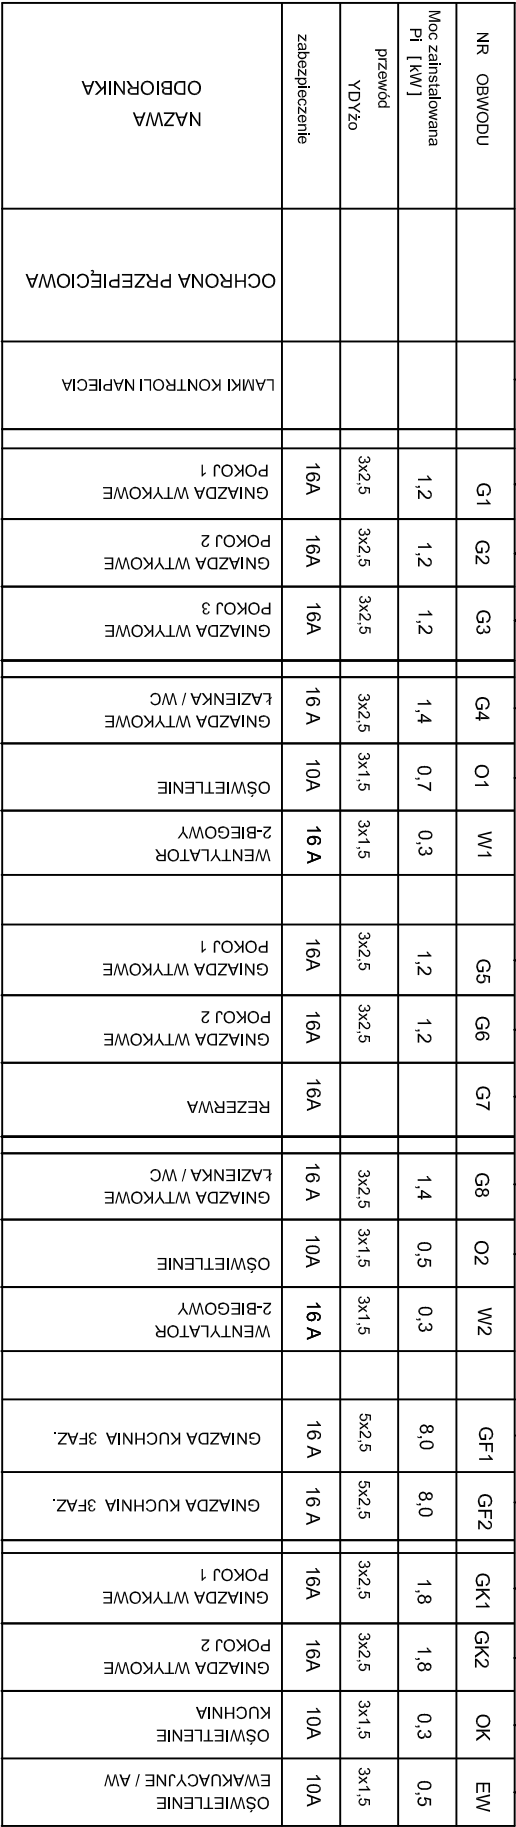 NR OBWODU
Moc zainstalowana
Pi [ kW ]
przewód
YDYżo
zabezpieczenie
NAZWA
ODBIORNIKA
OCHRONA PRZEPIĘCIOWA
LAMKI KONTROLI NAPIECIA
G1
1,2
3x2,5
16A
GNIAZDA WTYKOWE
POKOJ 1
G2
1,2
3x2,5
16A
GNIAZDA WTYKOWE
POKOJ 2
G3
1,2
3x2,5
16A
GNIAZDA WTYKOWE
POKOJ 3
G4
1,4
3x2,5
16 A
GNIAZDA WTYKOWE
ŁAZIENKA / WC
O1
0,7
3x1,5
10A
OŚWIETLENIE
W1
0,3
3x1,5
16 A
WENTYLATOR
2-BIEGOWY
G5
1,2
3x2,5
16A
GNIAZDA WTYKOWE
POKOJ 1
G6
1,2
3x2,5
16A
GNIAZDA WTYKOWE
POKOJ 2
G7
16A
REZERWA
G8
1,4
3x2,5
16 A
GNIAZDA WTYKOWE
ŁAZIENKA / WC
O2
0,5
3x1,5
10A
OŚWIETLENIE
W2
0,3
3x1,5
16 A
WENTYLATOR
2-BIEGOWY
GF1
8,0
5x2,5
16 A
GNIAZDA KUCHNIA 3FAZ.
GF2
8,0
5x2,5
16 A
GNIAZDA KUCHNIA 3FAZ.
GK1
1,8
3x2,5
16A
GNIAZDA WTYKOWE
POKOJ 1
GK2
1,8
3x2,5
16A
GNIAZDA WTYKOWE
POKOJ 2
OK
0,3
3x1,5
10A
OŚWIETLENIE
KUCHNIA
EW
0,5
3x1,5
10A
OŚWIETLENIE
EWAKUACYJNE / AW